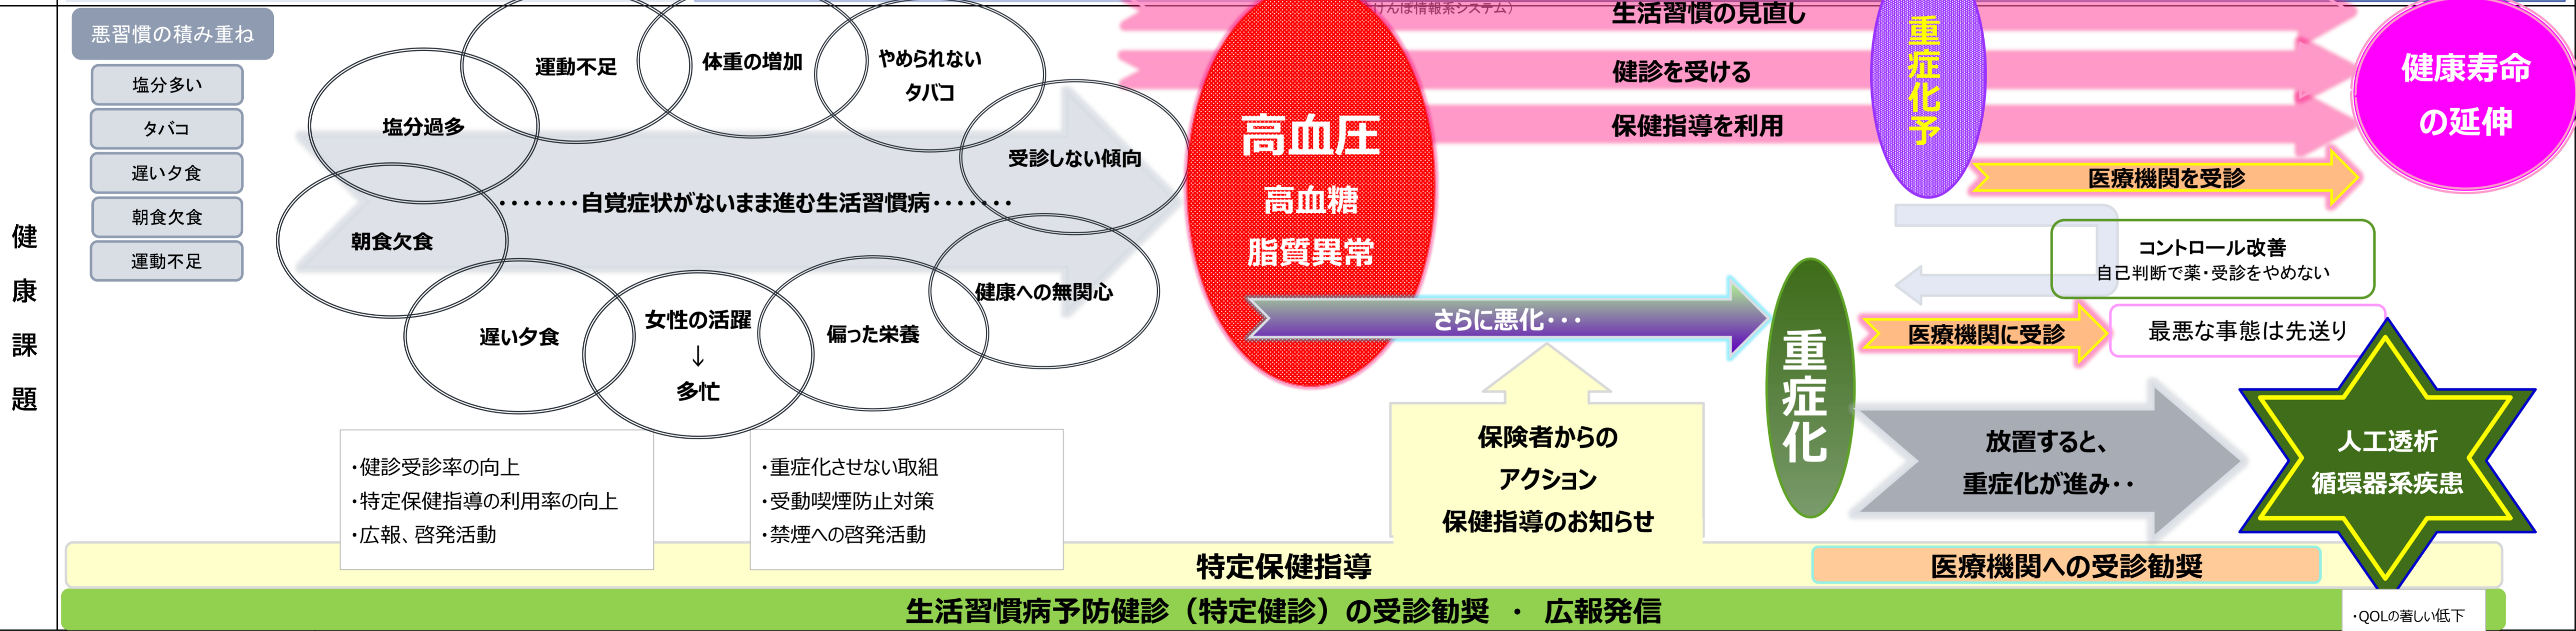 けんぽ情報系システム）
生活習慣の見直し
健診を受ける
保健指導を利用
重症化予
健康寿命
の延伸
医療機関を受診
悪習慣の積み重ね
塩分多い
タバコ
遅い夕食
朝食欠食
運動不足
健康課題
運動不足
体重の増加
やめられない
タバコ
塩分過多
受診しない傾向
・・・・・・・自覚症状がないまま進む生活習慣病・・・・・・・
朝食欠食
健康への無関心
遅い夕食
女性の活躍
↓
多忙
偏った栄養
高血圧
高血糖
脂質異常
コントロール改善
自己判断で薬・受診をやめない
さらに悪化・・・
重症化
医療機関に受診
最悪な事態は先送り
保険者からの
アクション
保健指導のお知らせ
放置すると、
重症化が進み・・
人工透析
循環器系疾患
・健診受診率の向上
・特定保健指導の利用率の向上
・広報、啓発活動
・重症化させない取組
・受動喫煙防止対策
・禁煙への啓発活動
特定保健指導
医療機関への受診勧奨
生活習慣病予防健診（特定健診）の受診勧奨 ・ 広報発信
・QOLの著しい低下